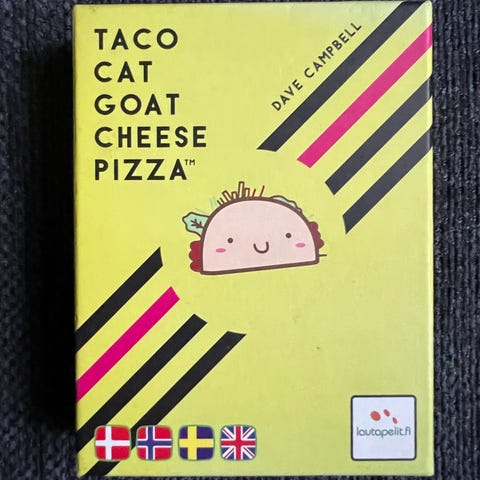 TACO
CAT
GOAT
CHEESE
PIZZA™
DAVE CAMPBELL
lautapelit.fi